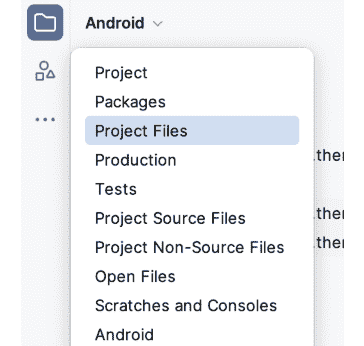 Android
Project
Packages
Project Files
Production
Tests
Project Source Files
Project Non-Source Files
Open Files
Scratches and Consoles
Android